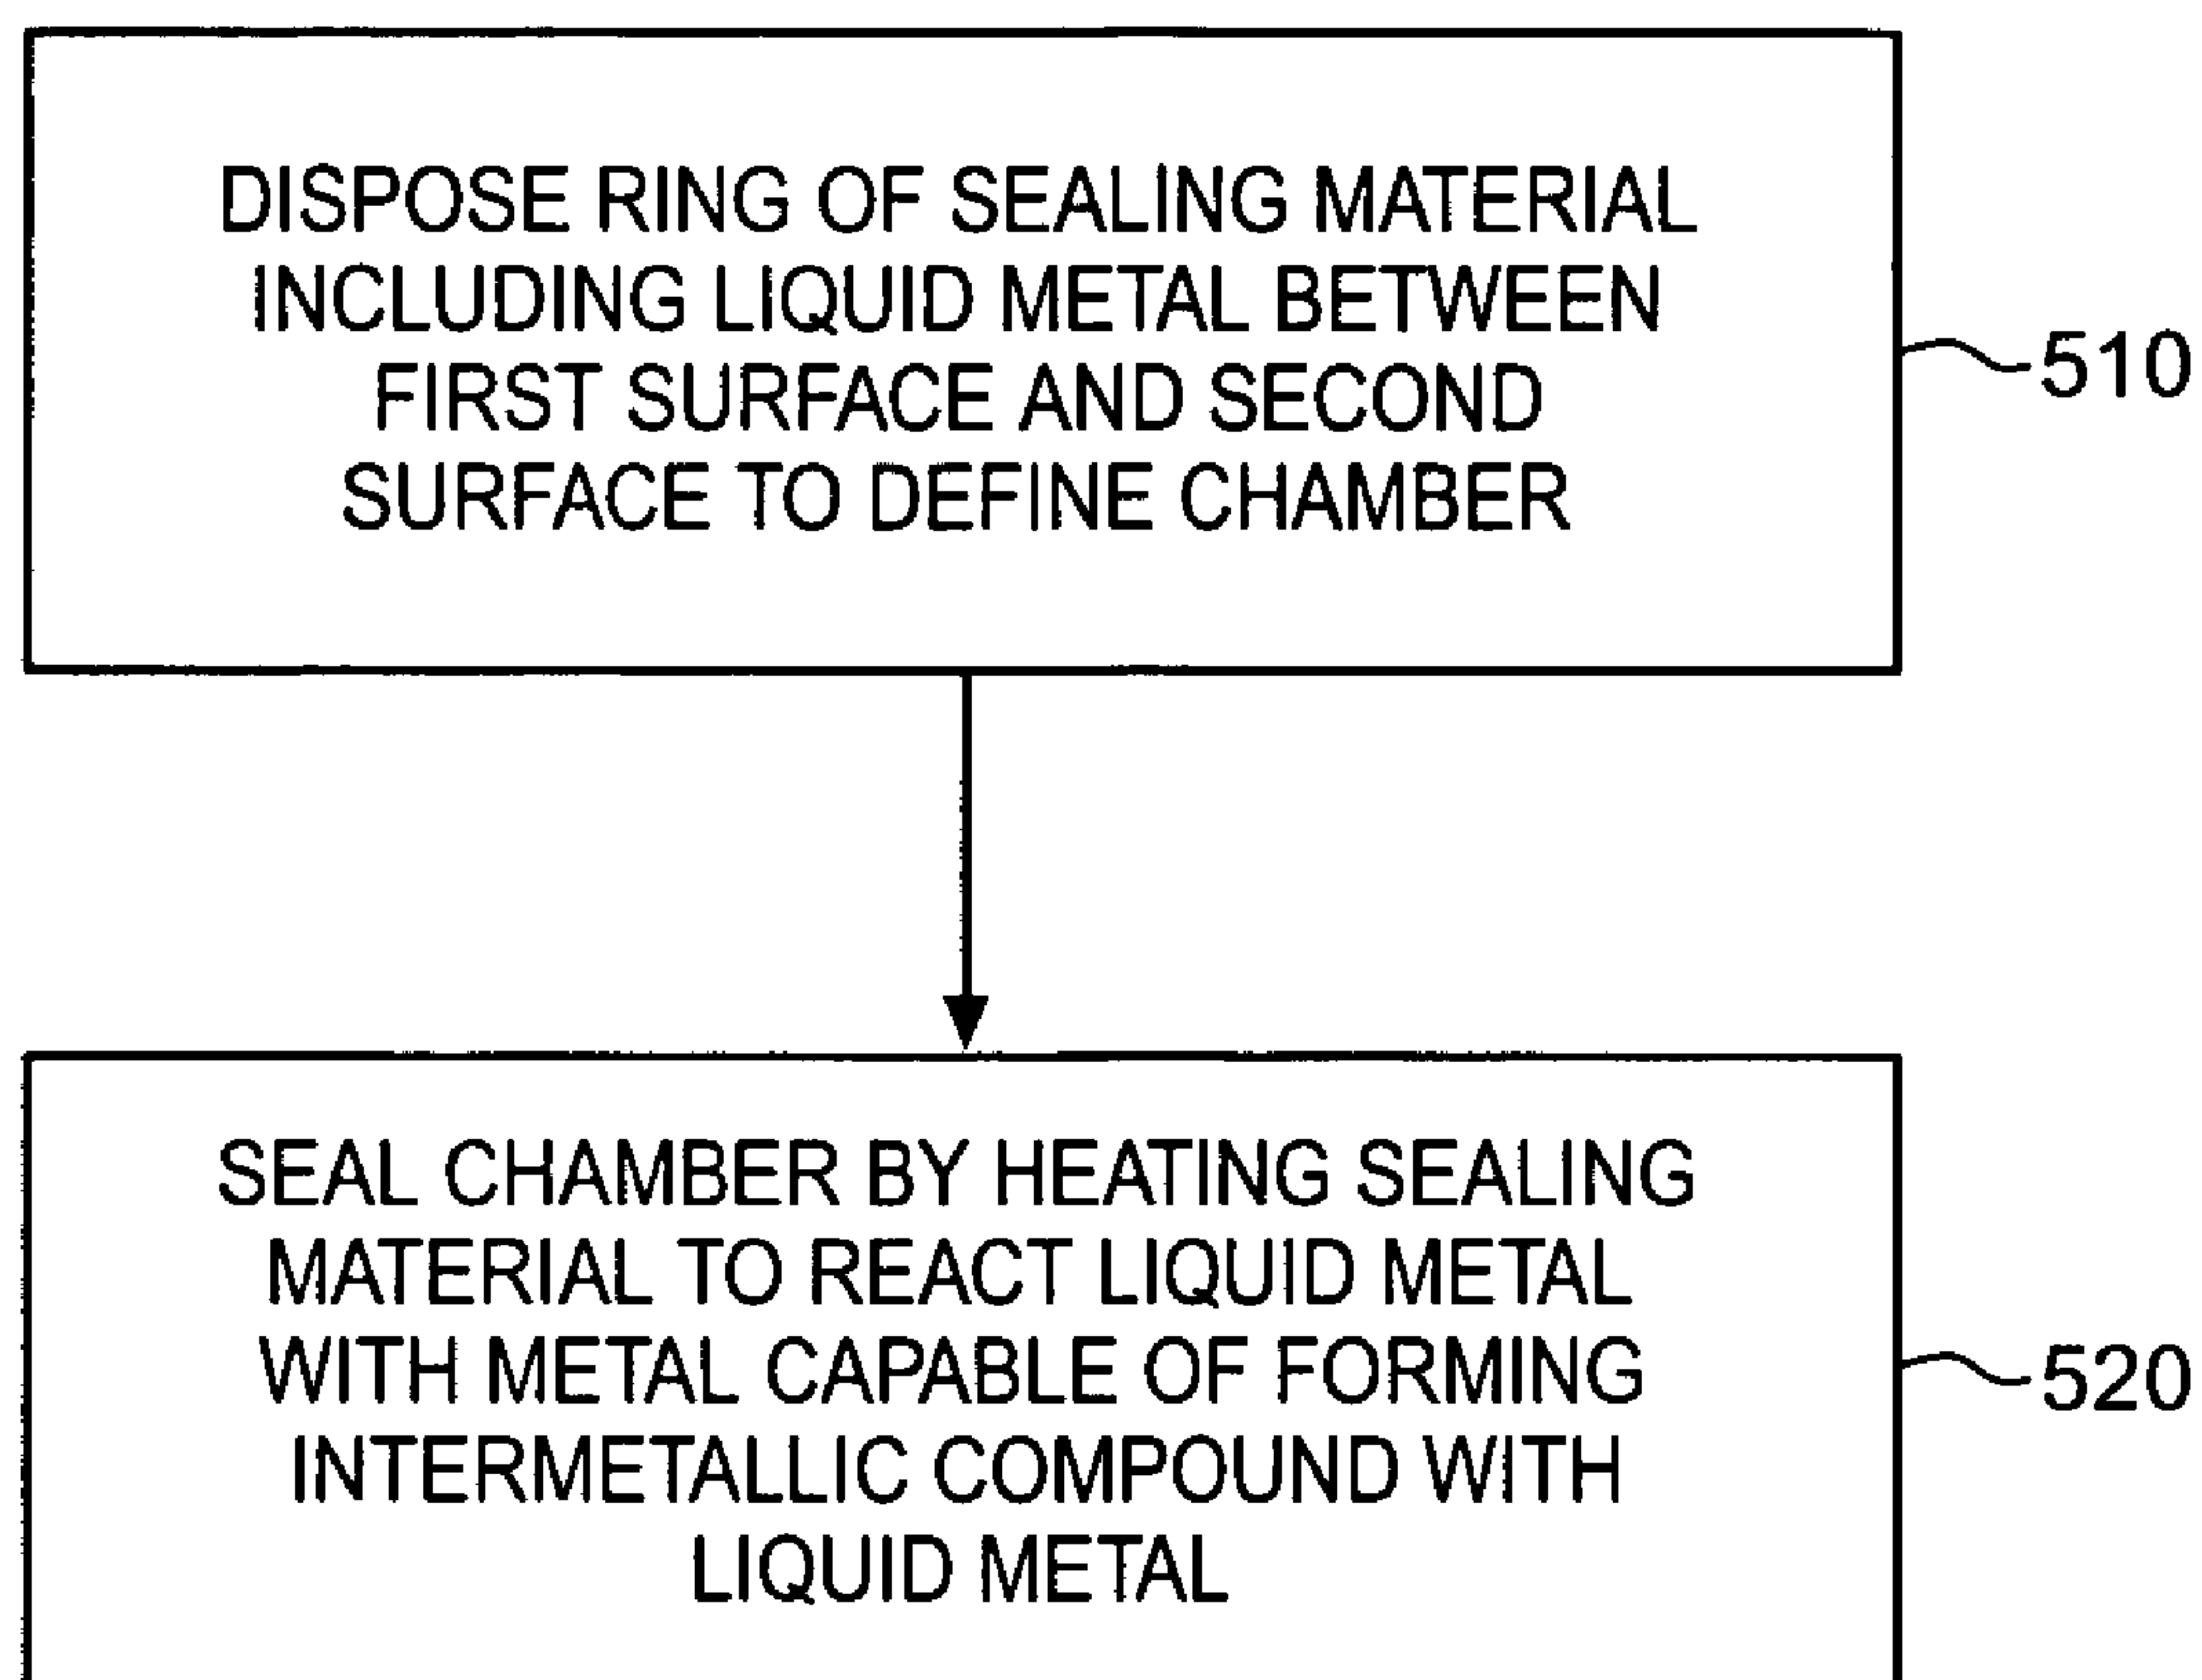 DISPOSE RING OF SEALING MATERIAL
INCLUDING LIQUID METAL BETWEEN
FIRST SURFACE AND SECOND
SURFACE TO DEFINE CHAMBER
510
SEAL CHAMBER BY HEATING SEALING
MATERIAL TO REACT LIQUID METAL
WITH METAL CAPABLE OF FORMING
INTERMETALLIC COMPOUND WITH
LIQUID METAL
520